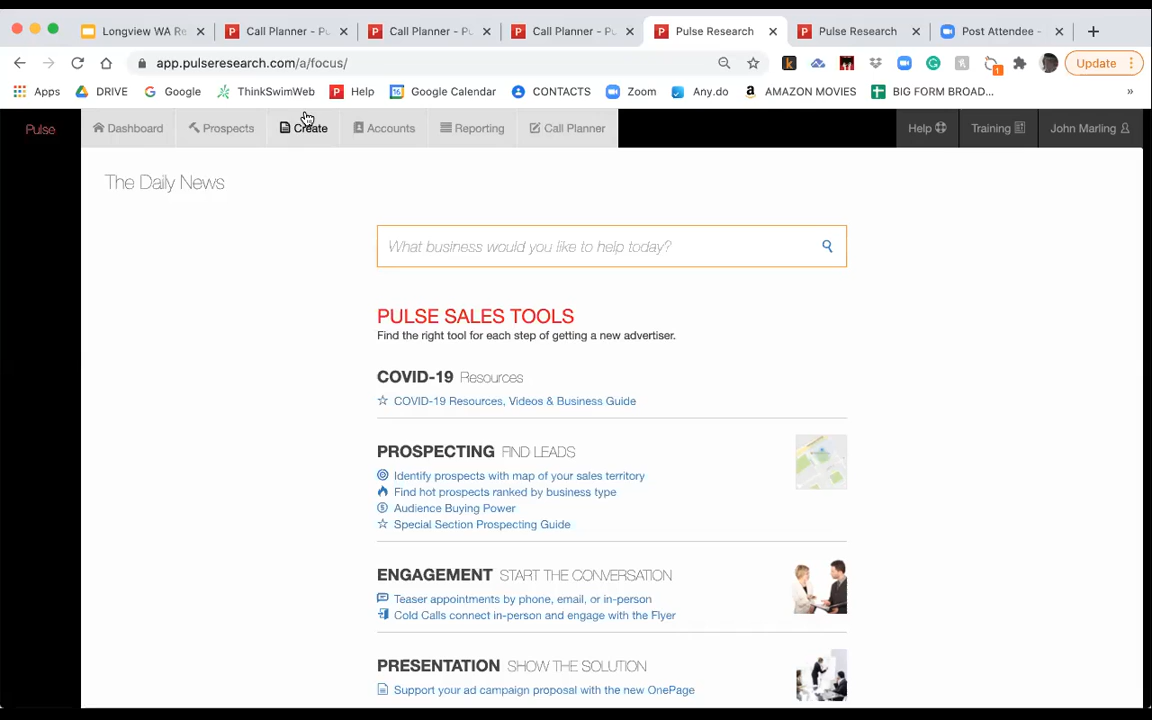 Longview WA Re
Call Planner - Pu
Call Planner - Pu
Call Planner - Pu
Pulse Research
Pulse Research
Post Attendee -
app.pulseresearch.com/a/focus/
1
Update
Apps
DRIVE
Google
ThinkSwimWeb
Help
Google Calendar
CONTACTS
Zoom
Any.do
AMAZON MOVIES
BIG FORM BROAD...
»
Pulse
Dashboard
Prospects
Create
Accounts
Reporting
Call Planner
Help
Training
John Marling
The Daily News
What business would you like to help today?
PULSE SALES TOOLS
Find the right tool for each step of getting a new advertiser.
COVID-19 Resources
COVID-19 Resources, Videos & Business Guide
PROSPECTING FIND LEADS
Identify prospects with map of your sales territory
Find hot prospects ranked by business type
Audience Buying Power
Special Section Prospecting Guide
ENGAGEMENT START THE CONVERSATION
Teaser appointments by phone, email, or in-person
Cold Calls connect in-person and engage with the Flyer
PRESENTATION SHOW THE SOLUTION
Support your ad campaign proposal with the new OnePage